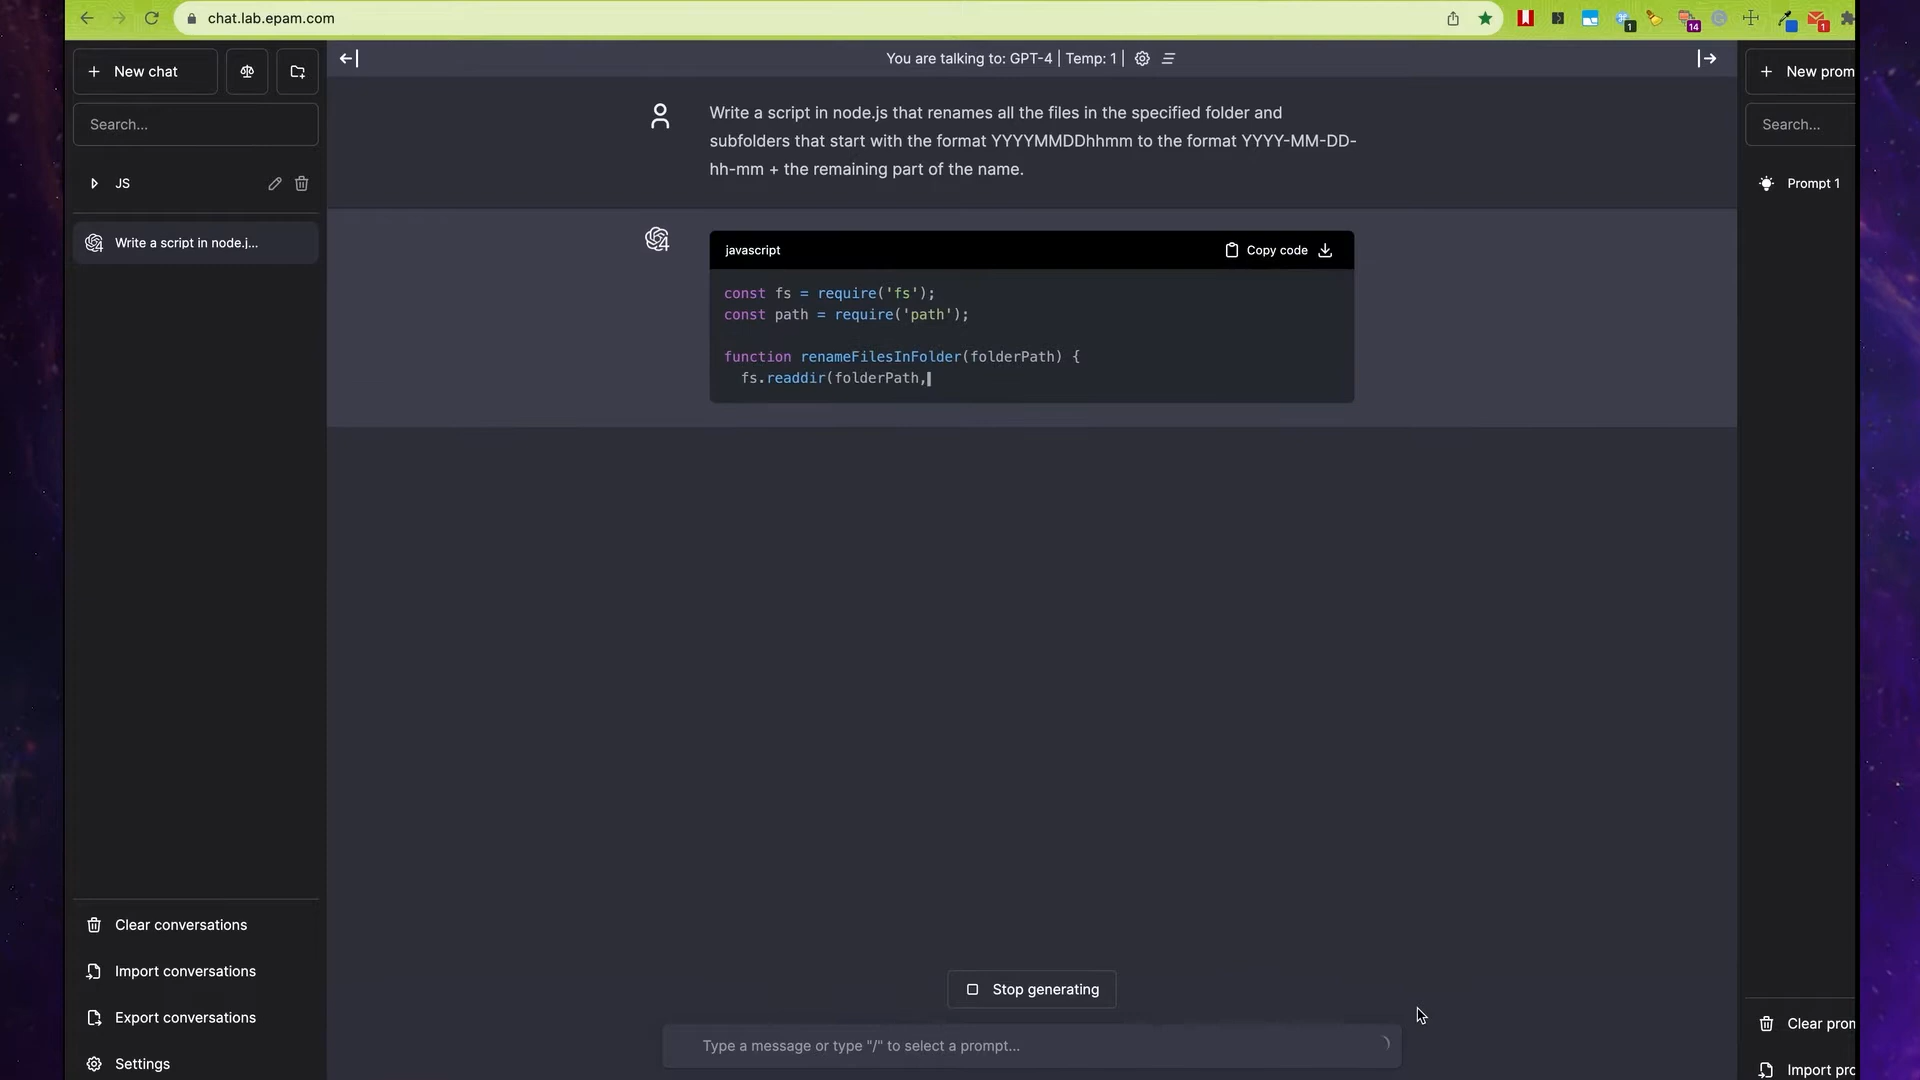 chat.lab.epam.com
1
14
1
New chat
You are talking to: GPT-4 | Temp: 1 |
New prom
Search...
Search...
JS
Write a script in node.j...
Write a script in node.js that renames all the files in the specified folder and
subfolders that start with the format YYYYMMDDhhmm to the format YYYY-MM-DD-
hh-mm + the remaining part of the name.
Prompt 1
javascript
Copy code
const fs = require('fs');
const path = require('path');
function renameFilesInFolder(folderPath) {
fs.readdir(folderPath,
Clear conversations
Import conversations
Export conversations
Settings
Stop generating
Type a message or type "/" to select a prompt...
Clear pron
Import pro